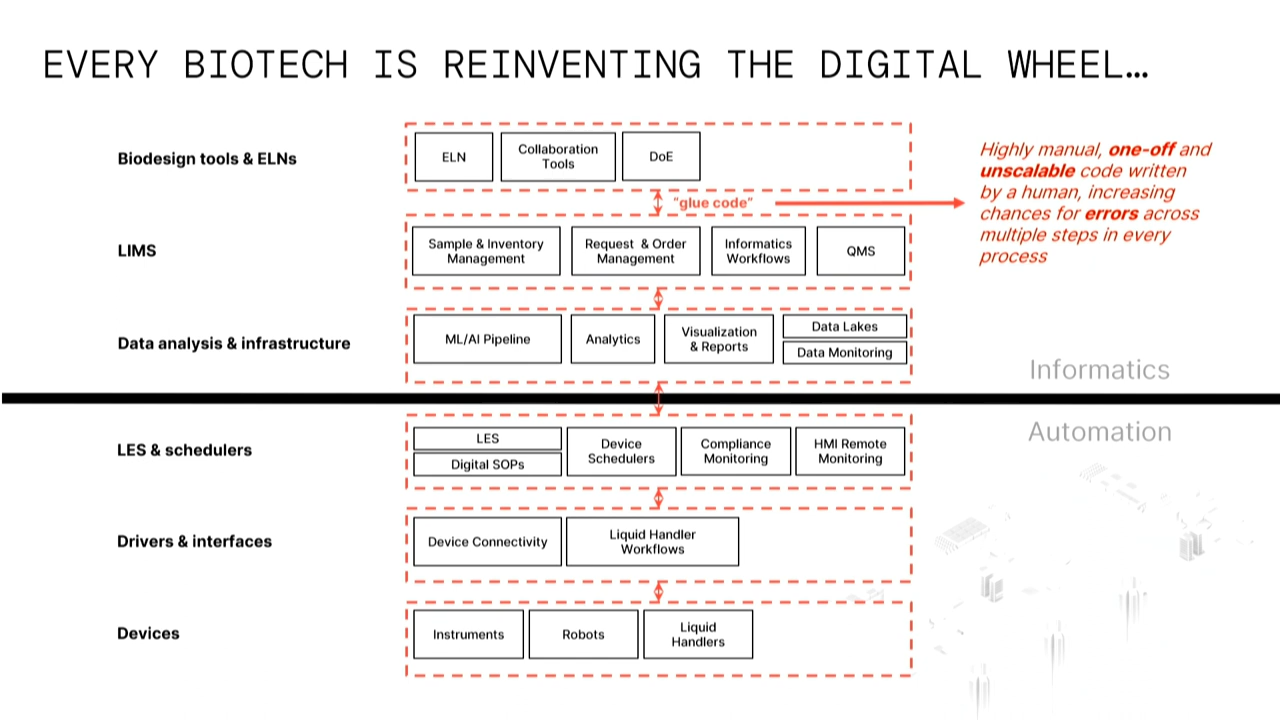 EVERY BIOTECH IS REINVENTING THE DIGITAL WHEEL…
Biodesign tools & ELNs
ELN
Collaboration
Tools
DoE
"glue code"
Highly manual, one-off and
unscalable code written
by a human, increasing
chances for errors across
multiple steps in every
process
LIMS
Sample & Inventory
Management
Request & Order
Management
Informatics
Workflows
QMS
Data analysis & infrastructure
ML/AI Pipeline
Analytics
Visualization
& Reports
Data Lakes
Data Monitoring
Informatics
Automation
LES & schedulers
LES
Digital SOPs
Device
Schedulers
Compliance
Monitoring
HMI Remote
Monitoring
Drivers & interfaces
Device Connectivity
Liquid Handler
Workflows
Devices
Instruments
Robots
Liquid
Handlers